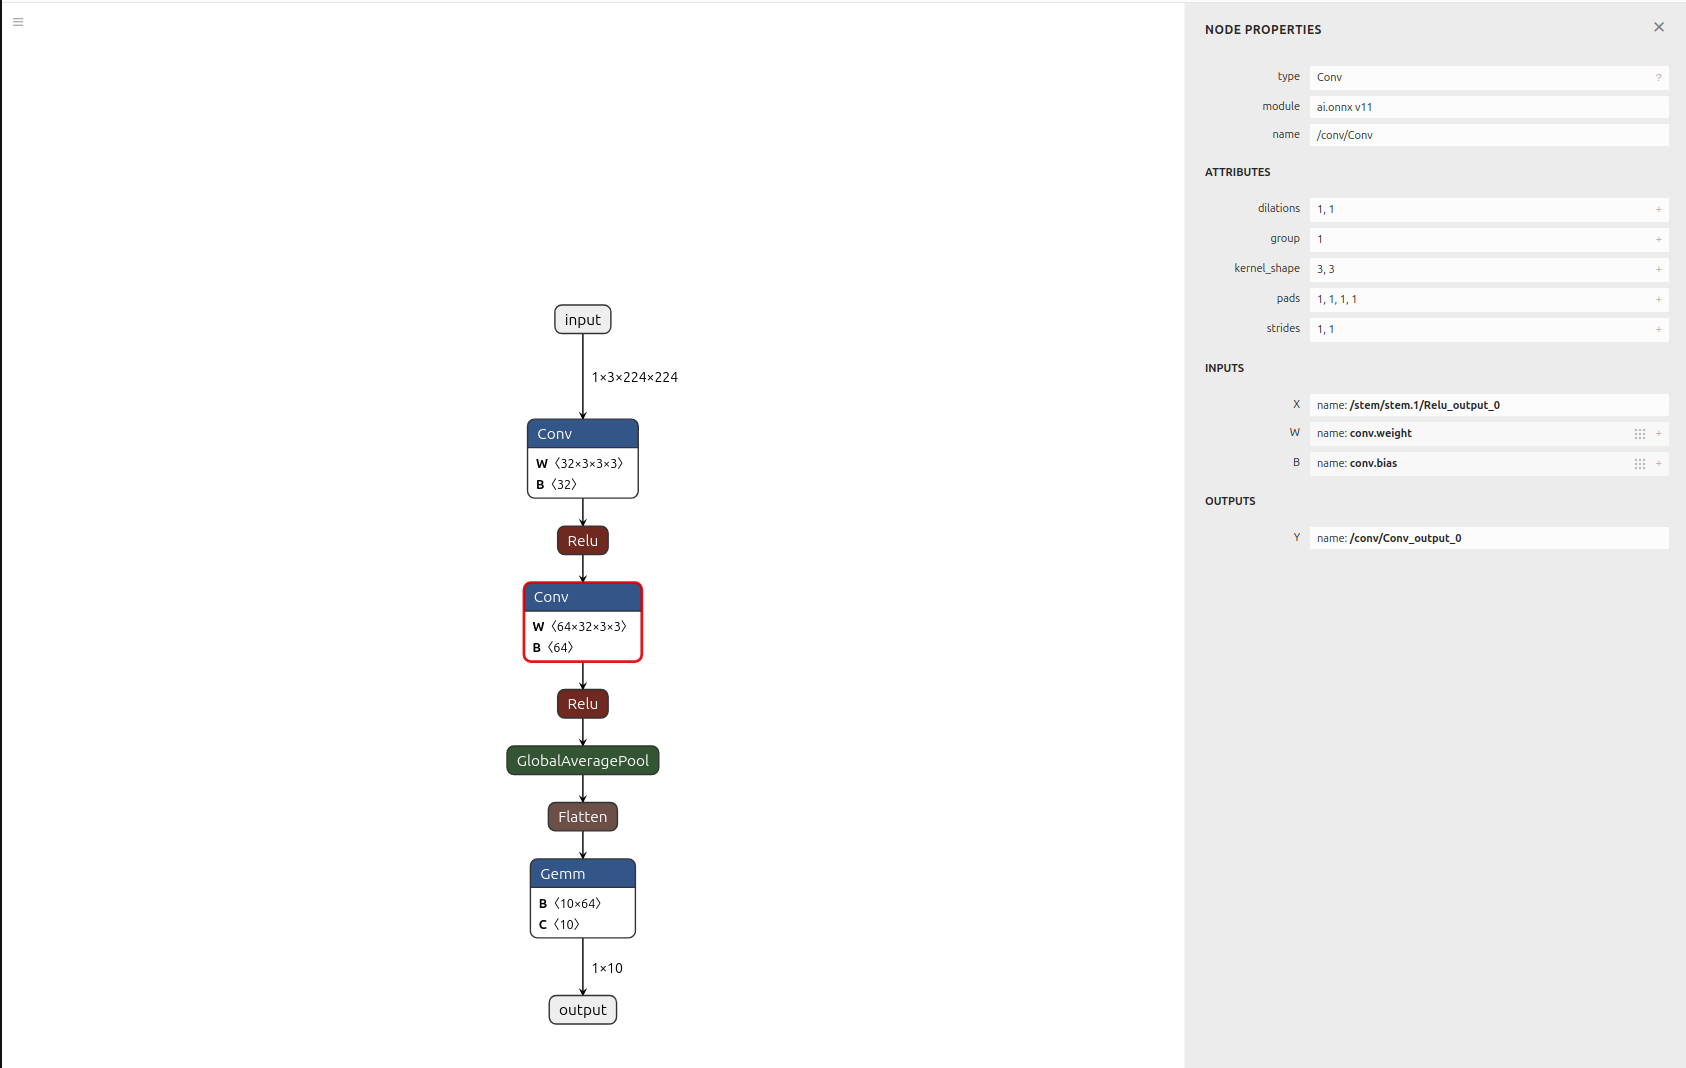 input
1×3×224×224
Conv
W 〈32×3×3×3〉
B 〈32〉
Relu
Conv
W 〈64×32×3×3〉
B 〈64〉
Relu
GlobalAveragePool
Flatten
Gemm
B 〈10×64〉
C 〈10〉
1×10
output
NODE PROPERTIES
type Conv ?
module ai.onnx v11
name /conv/Conv
ATTRIBUTES
dilations 1, 1 +
group 1 +
kernel_shape 3, 3 +
pads 1, 1, 1, 1 +
strides 1, 1 +
INPUTS
X name: /stem/stem.1/Relu_output_0
W name: conv.weight +
B name: conv.bias +
OUTPUTS
Y name: /conv/Conv_output_0